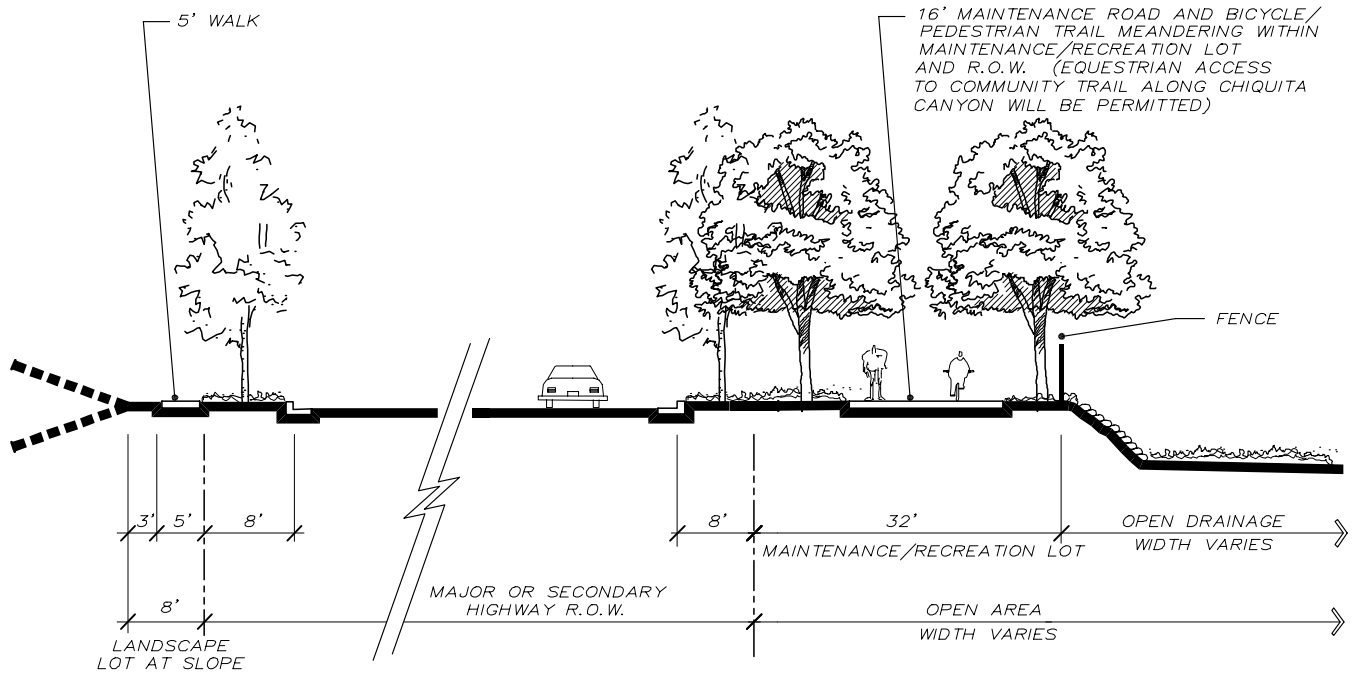 5' WALK
16' MAINTENANCE ROAD AND BICYCLE/
PEDESTRIAN TRAIL MEANDERING WITHIN
MAINTENANCE/RECREATION LOT
AND R.O.W. (EQUESTRIAN ACCESS
TO COMMUNITY TRAIL ALONG CHIQUITA
CANYON WILL BE PERMITTED)
FENCE
3' 5' 8' 8' 32' OPEN DRAINAGE
WIDTH VARIES
MAINTENANCE/RECREATION LOT
8'
MAJOR OR SECONDARY
HIGHWAY R.O.W.
OPEN AREA
WIDTH VARIES
LANDSCAPE
LOT AT SLOPE